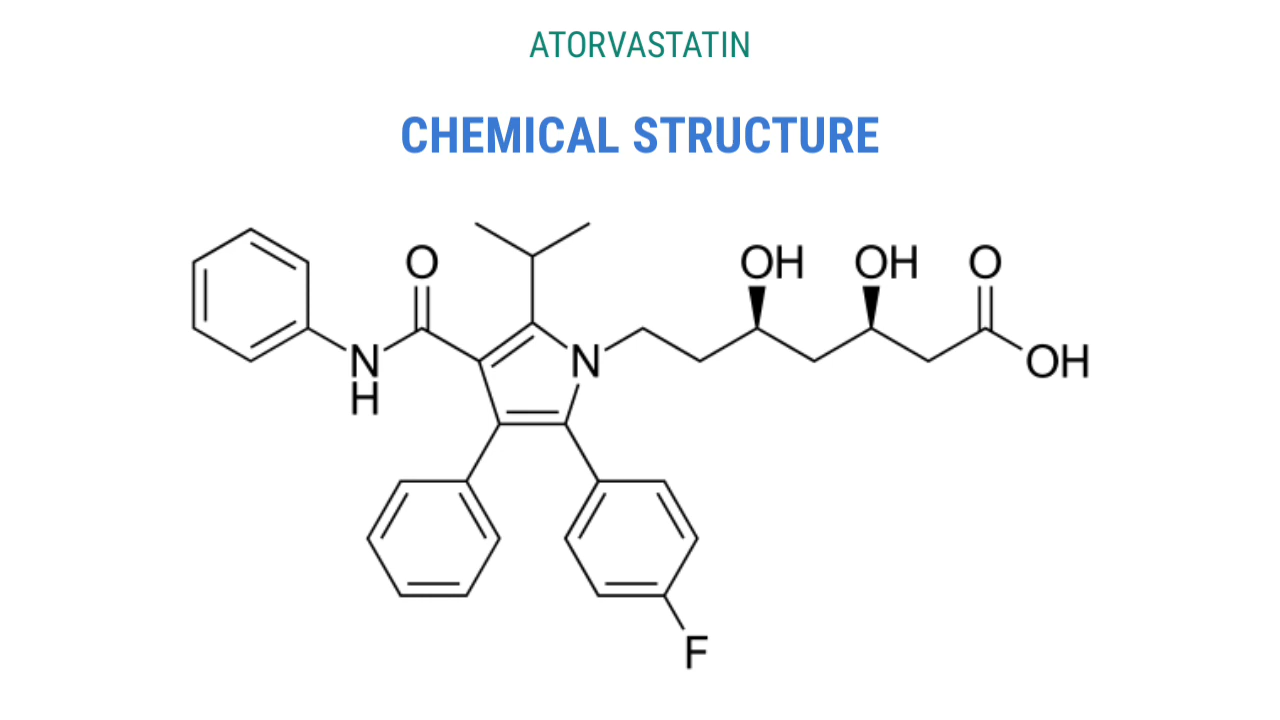 ATORVASTATIN
CHEMICAL STRUCTURE
O
OH
OH
O
N
H
N
OH
F